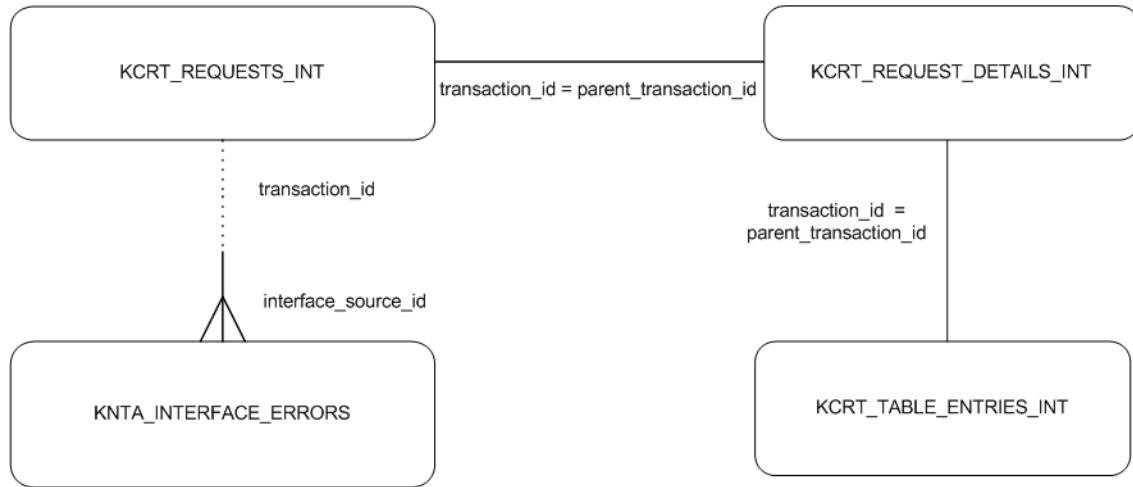 KCRT_REQUESTS_INT
KCRT_REQUEST_DETAILS_INT
transaction_id = parent_transaction_id
transaction_id
transaction_id =
parent_transaction_id
interface_source_id
KNTA_INTERFACE_ERRORS
KCRT_TABLE_ENTRIES_INT